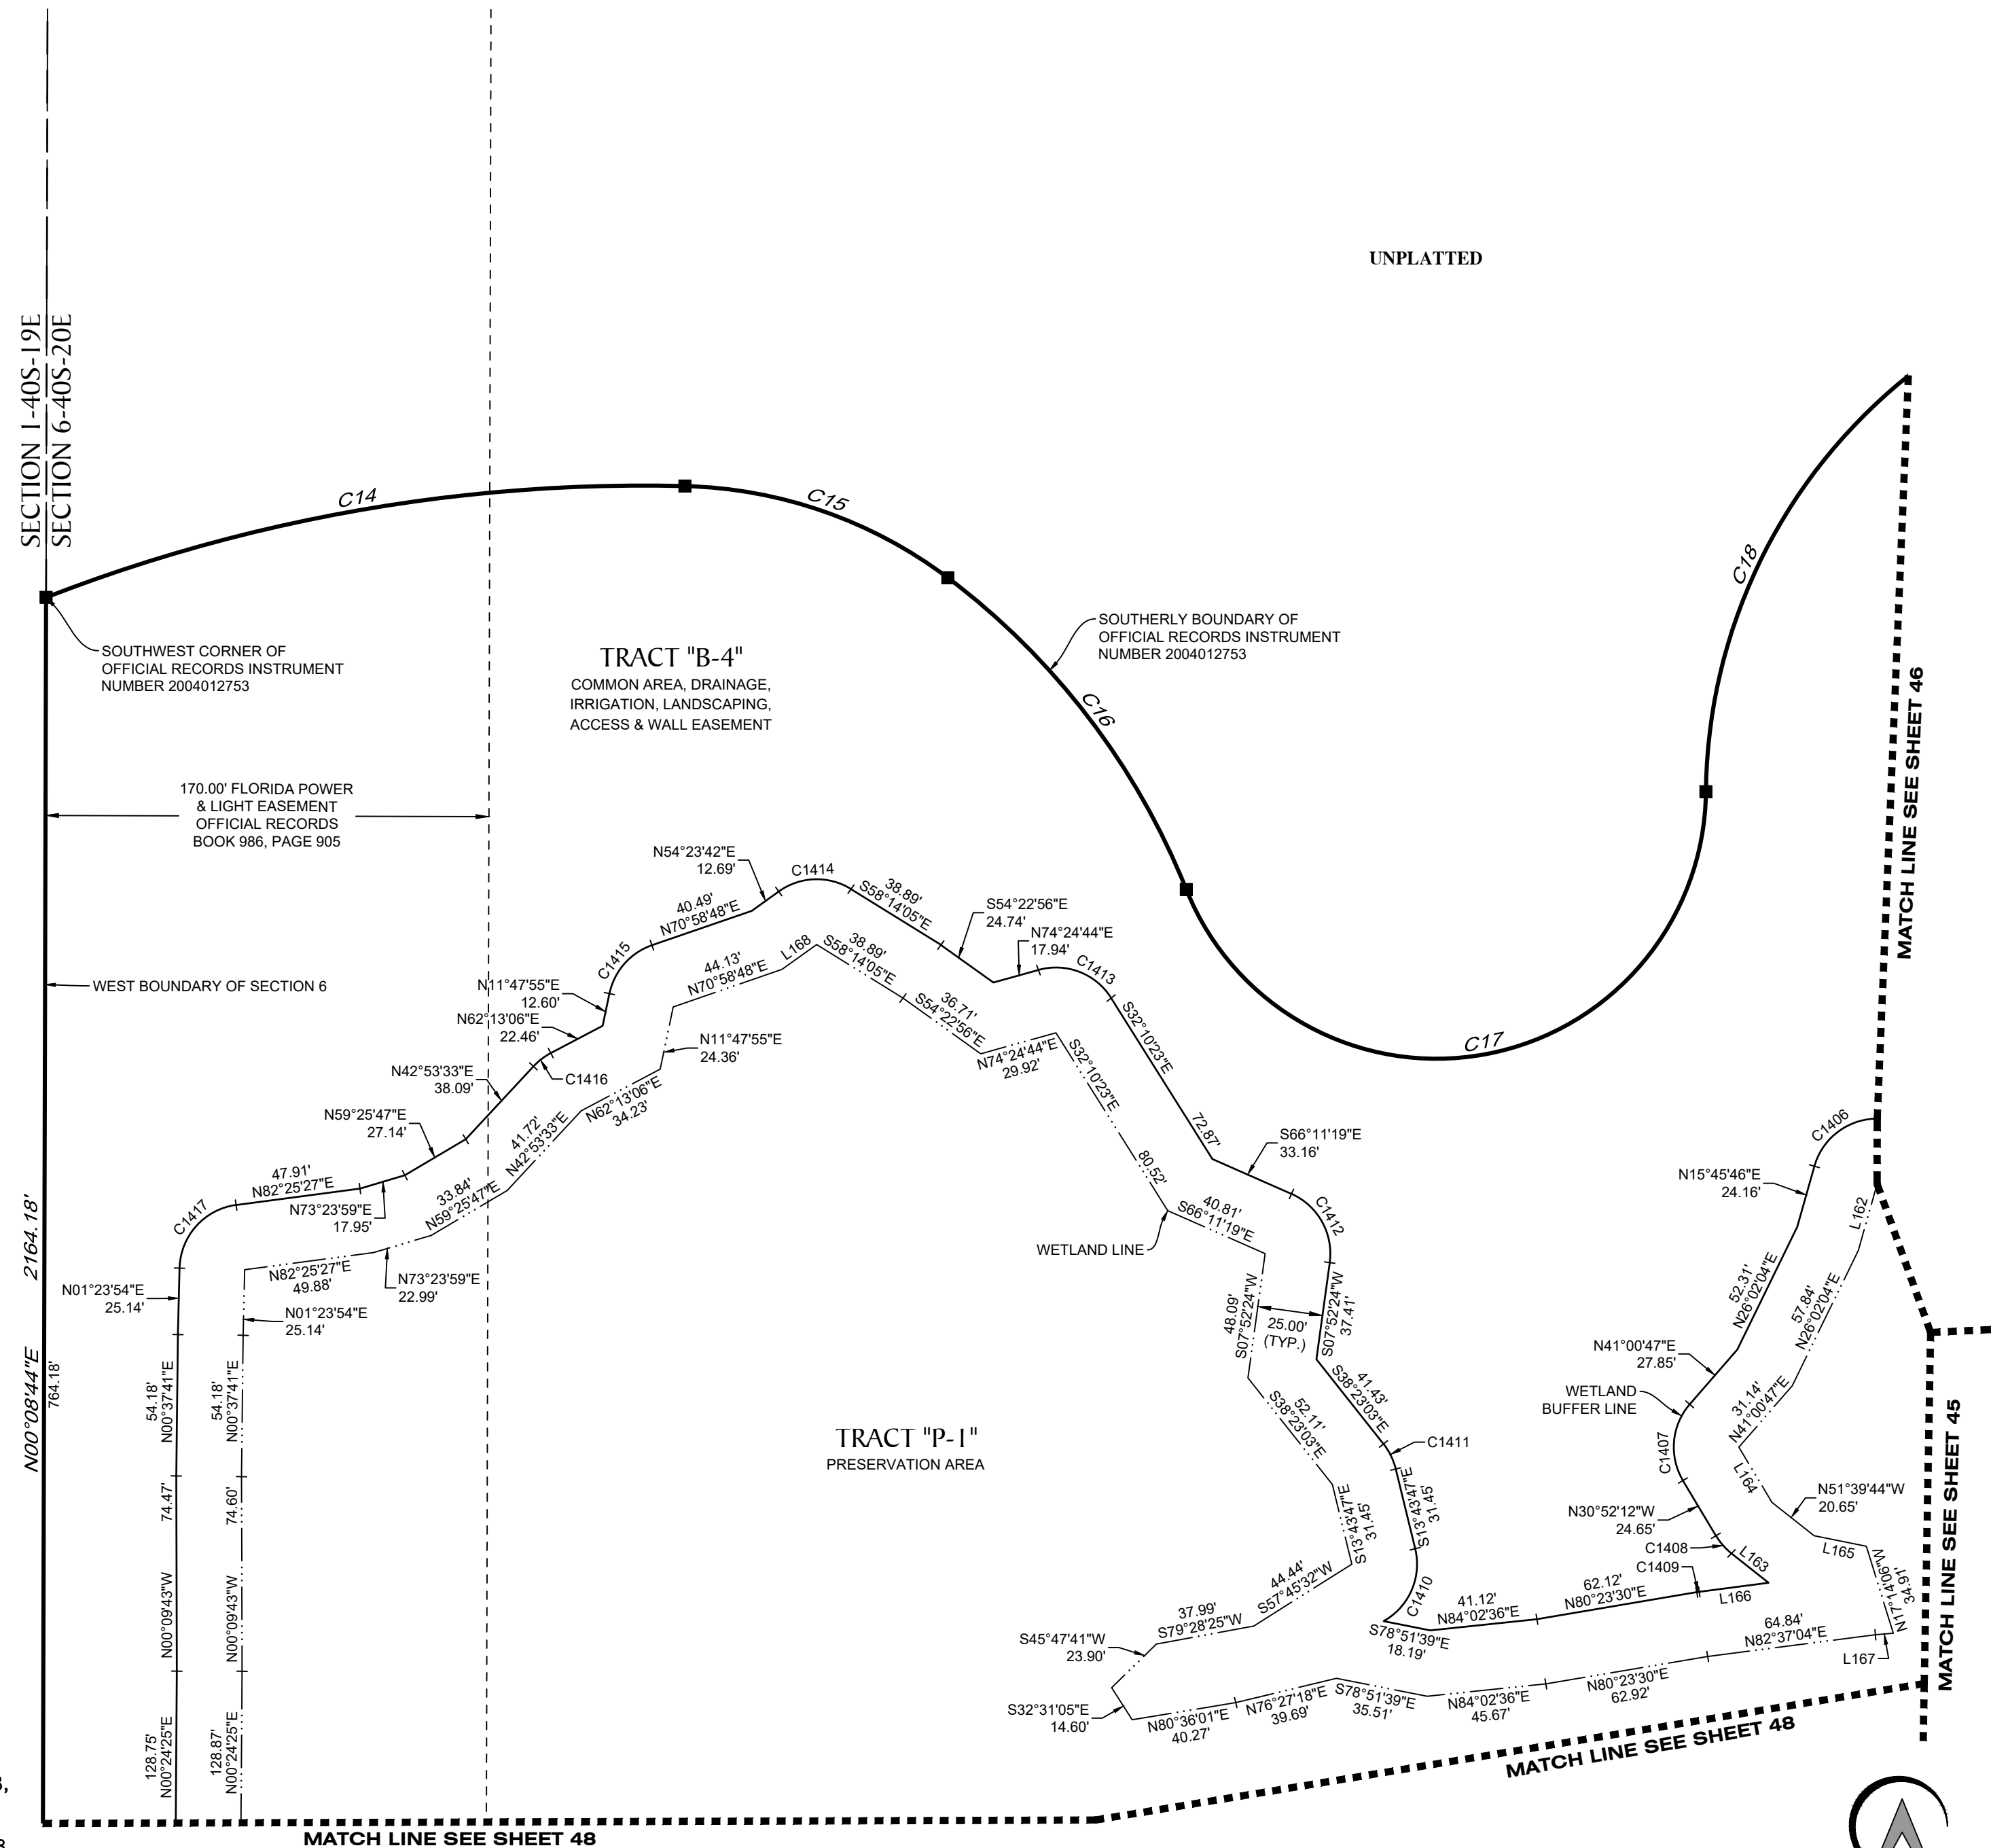 UNPLATTED
SECTION 1-40S-19E
SECTION 6-40S-20E
C14
C15
C16
C17
C18
SOUTHWEST CORNER OF
OFFICIAL RECORDS INSTRUMENT
NUMBER 2004012753
TRACT "B-4"
COMMON AREA, DRAINAGE,
IRRIGATION, LANDSCAPING,
ACCESS & WALL EASEMENT
SOUTHERLY BOUNDARY OF
OFFICIAL RECORDS INSTRUMENT
NUMBER 2004012753
MATCH LINE SEE SHEET 46
170.00' FLORIDA POWER
& LIGHT EASEMENT
OFFICIAL RECORDS
BOOK 986, PAGE 905
WEST BOUNDARY OF SECTION 6
N54°23'42"E
12.69'
C1414
38.89'
S58°14'05"E
S54°22'56"E
24.74'
N74°24'44"E
17.94'
C1413
40.49'
N70°58'48"E
C1415
44.13'
N70°58'48"E
L168
38.89'
S58°14'05"E
36.71'
S54°22'56"E
N74°24'44"E
29.92'
N11°47'55"E
12.60'
N62°13'06"E
22.46'
N11°47'55"E
24.36'
N42°53'33"E
38.09'
C1416
N62°13'06"E
34.23'
41.72'
N42°53'33"E
N59°25'47"E
27.14'
33.84'
N59°25'47"E
47.91'
N82°25'27"E
C1417
N73°23'59"E
17.95'
N82°25'27"E
49.88'
N73°23'59"E
22.99'
N01°23'54"E
25.14'
N01°23'54"E
25.14'
S32°10'23"E
72.87'
S32°10'23"E
80.52'
S66°11'19"E
33.16'
40.81'
S66°11'19"E
C1412
WETLAND LINE
48.09'
S07°52'24"W
25.00'
(TYP.)
S07°52'24"W
37.41'
41.43'
S38°23'03"E
52.11'
S38°23'03"E
C1411
S13°43'47"E
31.45'
S13°43'47"E
31.45'
C1410
44.44'
S57°45'32"W
37.99'
S79°28'25"W
S45°47'41"W
23.90'
S32°31'05"E
14.60'
N80°36'01"E
40.27'
N76°27'18"E
39.69'
S78°51'39"E
35.51'
N84°02'36"E
45.67'
N80°23'30"E
62.92'
64.84'
N82°37'04"E
L167
S78°51'39"E
18.19'
41.12'
N84°02'36"E
62.12'
N80°23'30"E
C1409
L166
L163
C1408
N30°52'12"W
24.65'
C1407
WETLAND
BUFFER LINE
N41°00'47"E
27.85'
52.31'
N26°02'04"E
N15°45'46"E
24.16'
C1406
L162
57.84'
N26°02'04"E
31.14'
N41°00'47"E
L164
N51°39'44"W
20.65'
L165
N17°14'06"W
34.91'
MATCH LINE SEE SHEET 45
TRACT "P-1"
PRESERVATION AREA
N00°08'44"E 2164.18'
764.18'
54.18'
N00°37'41"E
54.18'
N00°37'41"E
74.47'
N00°09'43"W
74.60'
N00°09'43"W
128.75'
N00°24'25"E
128.87'
N00°24'25"E
MATCH LINE SEE SHEET 48
MATCH LINE SEE SHEET 48